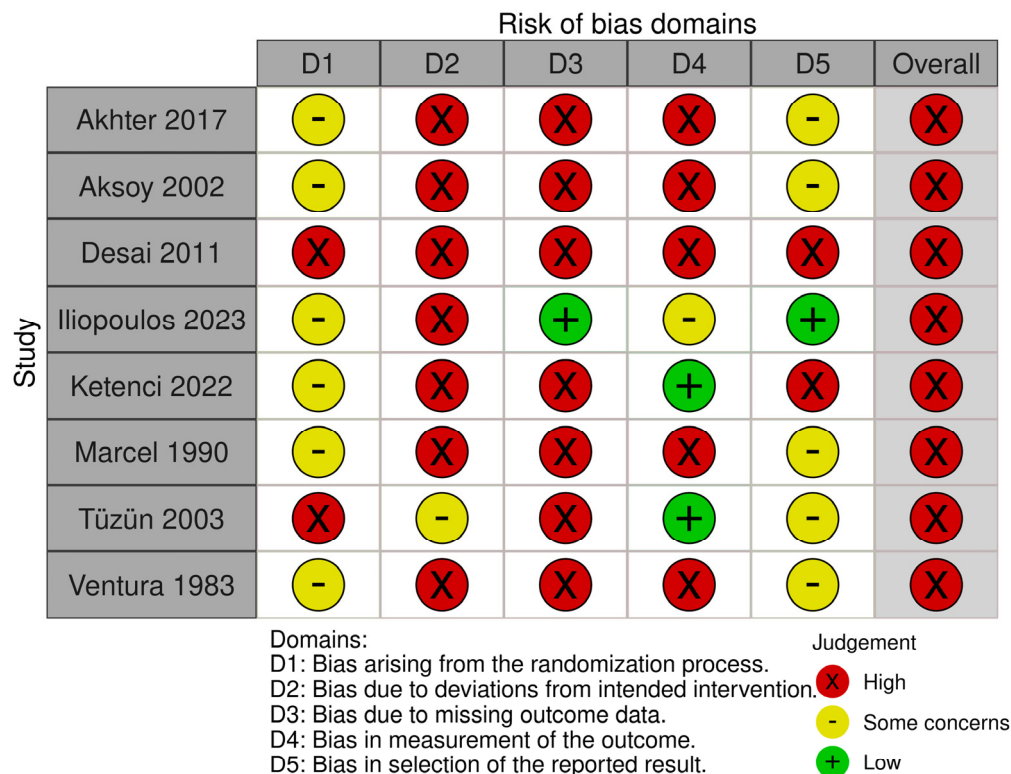 Risk of bias domains
D1 D2 D3 D4 D5 Overall
Study
Akhter 2017 - X X X - X
Aksoy 2002 - X X X - X
Desai 2011 X X X X X X
Iliopoulos 2023 - X + - + X
Ketenci 2022 - X X + X X
Marcel 1990 - X X X - X
Tüzün 2003 X - X + - X
Ventura 1983 - X X X - X
Domains:
D1: Bias arising from the randomization process.
D2: Bias due to deviations from intended intervention.
D3: Bias due to missing outcome data.
D4: Bias in measurement of the outcome.
D5: Bias in selection of the reported result.
Judgement
X High
- Some concerns
+ Low